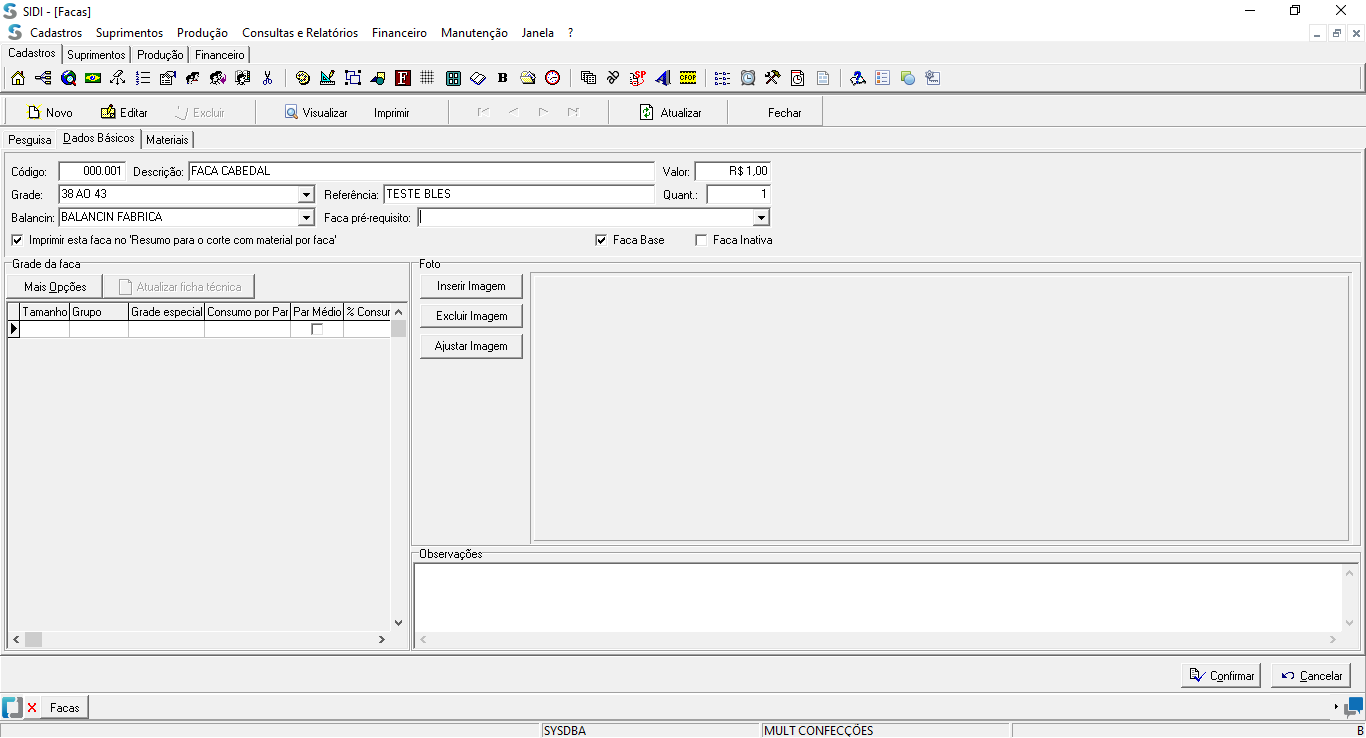 SIDI - [Facas]
Cadastros Suprimentos Produção Consultas e Relatórios Financeiro Manutenção Janela ?
Cadastros Suprimentos Produção Financeiro
Novo Editar Excluir Visualizar Imprimir Atualizar Fechar
Pesquisa Dados Básicos Materiais
Código: 000.001 Descrição: FACA CABEDAL Valor: R$ 1,00
Grade: 38 AO 43 Referência: TESTE BLES Quant.: 1
Balancin: BALANCIN FABRICA Faca pré-requisito:
Imprimir esta faca no 'Resumo para o corte com material por faca' Faca Base Faca Inativa
Grade da faca Foto
Mais Opções Atualizar ficha técnica Inserir Imagem
Tamanho Grupo Grade especial Consumo por Par Par Médio % Consur
Excluir Imagem
Ajustar Imagem
Observações
Confirmar Cancelar
Facas
SYSDBA MULT CONFECÇÕES B